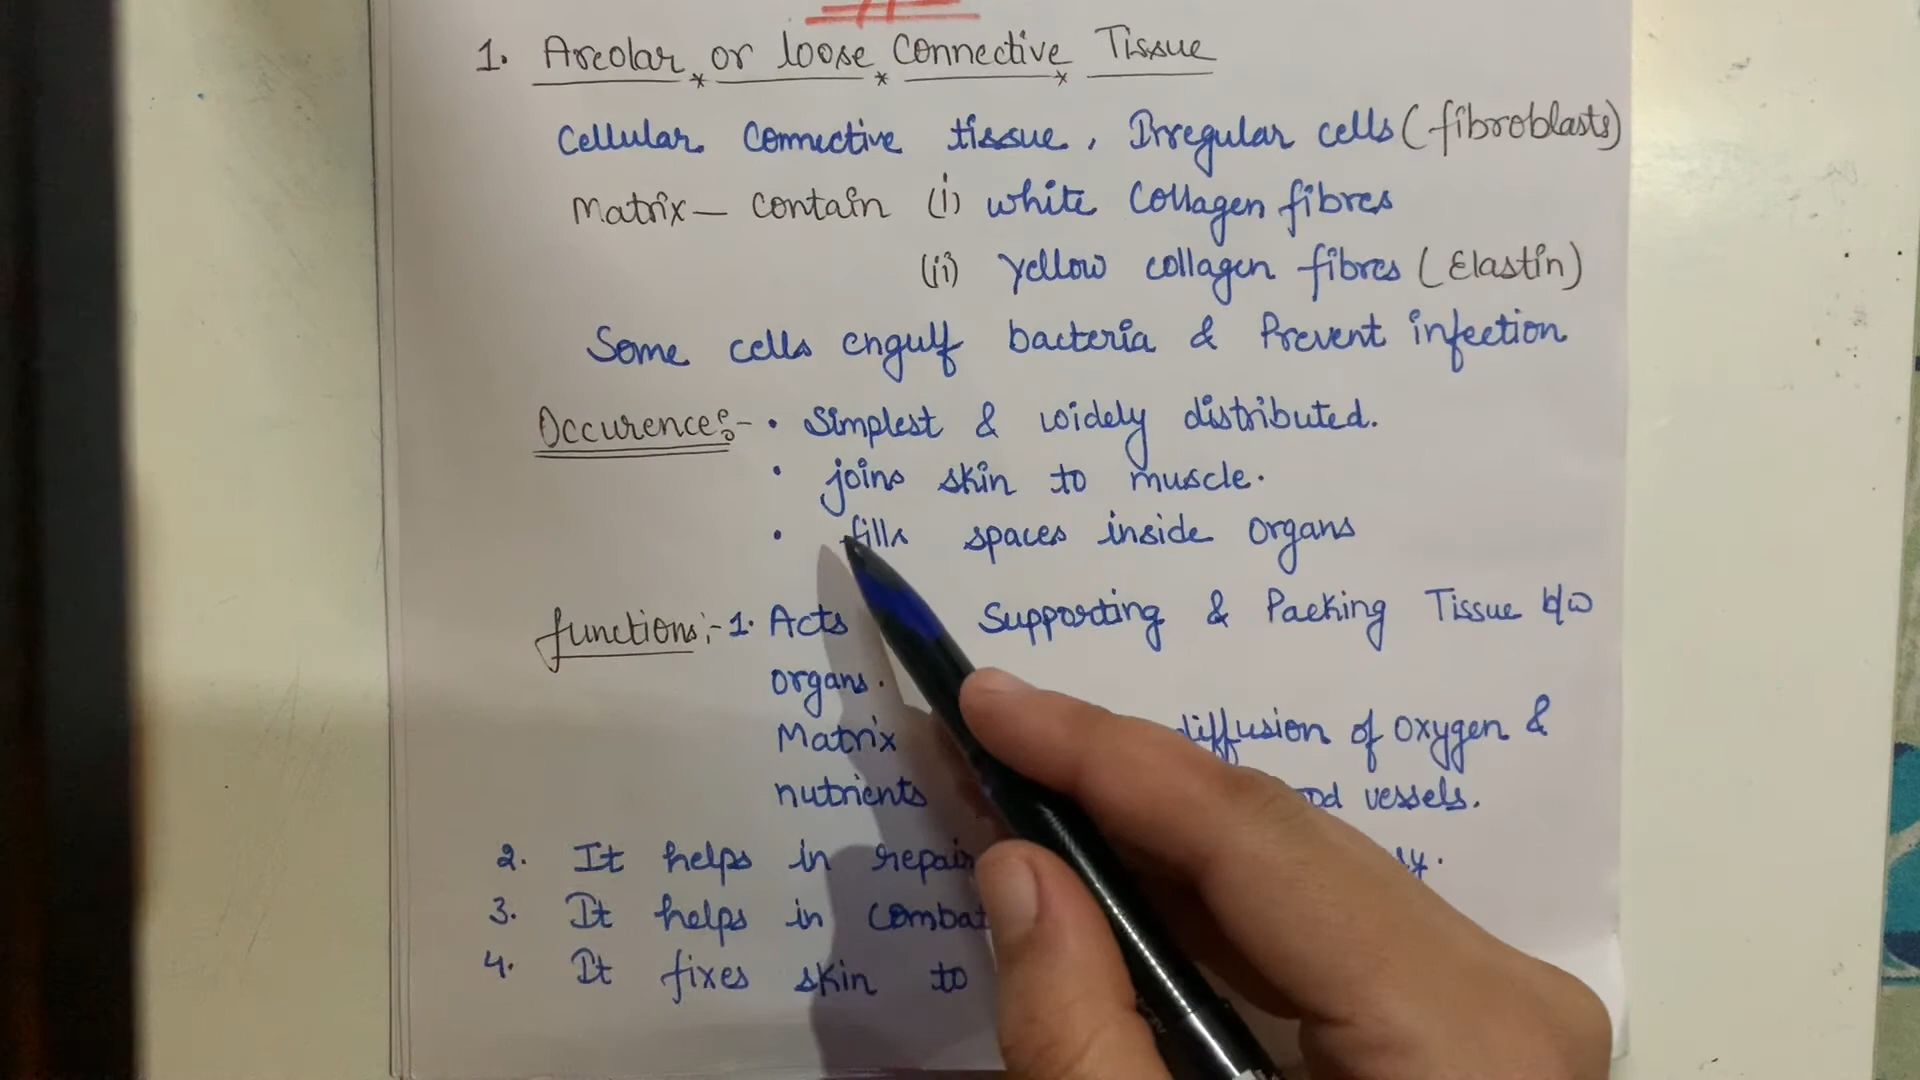 1. Areolar or loose Connective Tissue
Cellular Connective tissue, Irregular cells (fibroblasts)
Matrix — contain (i) white Collagen fibres
(ii) yellow collagen fibres (Elastin)
Some cells engulf bacteria & Prevent infection
Occurence:- • Simplest & widely distributed.
• joins skin to muscle.
• fills spaces inside organs
functions:- 1. Acts Supporting & Packing Tissue b/w
organs.
Matrix diffusion of oxygen &
nutrients vessels.
2. It helps in repair
3. It helps in combat
4. It fixes skin to